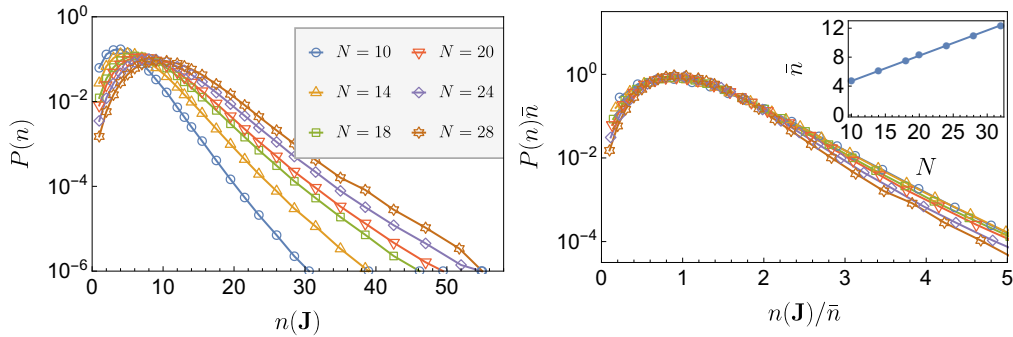 10^0
10^-2
10^-4
10^-6
P(n)
0 10 20 30 40 50
n(J)
N = 10 N = 20
N = 14 N = 24
N = 18 N = 28
10^0
10^-2
10^-4
P(n)n̄
0 1 2 3 4 5
n(J)/n̄
12
8
4
0
n̄
10 15 20 25 30
N